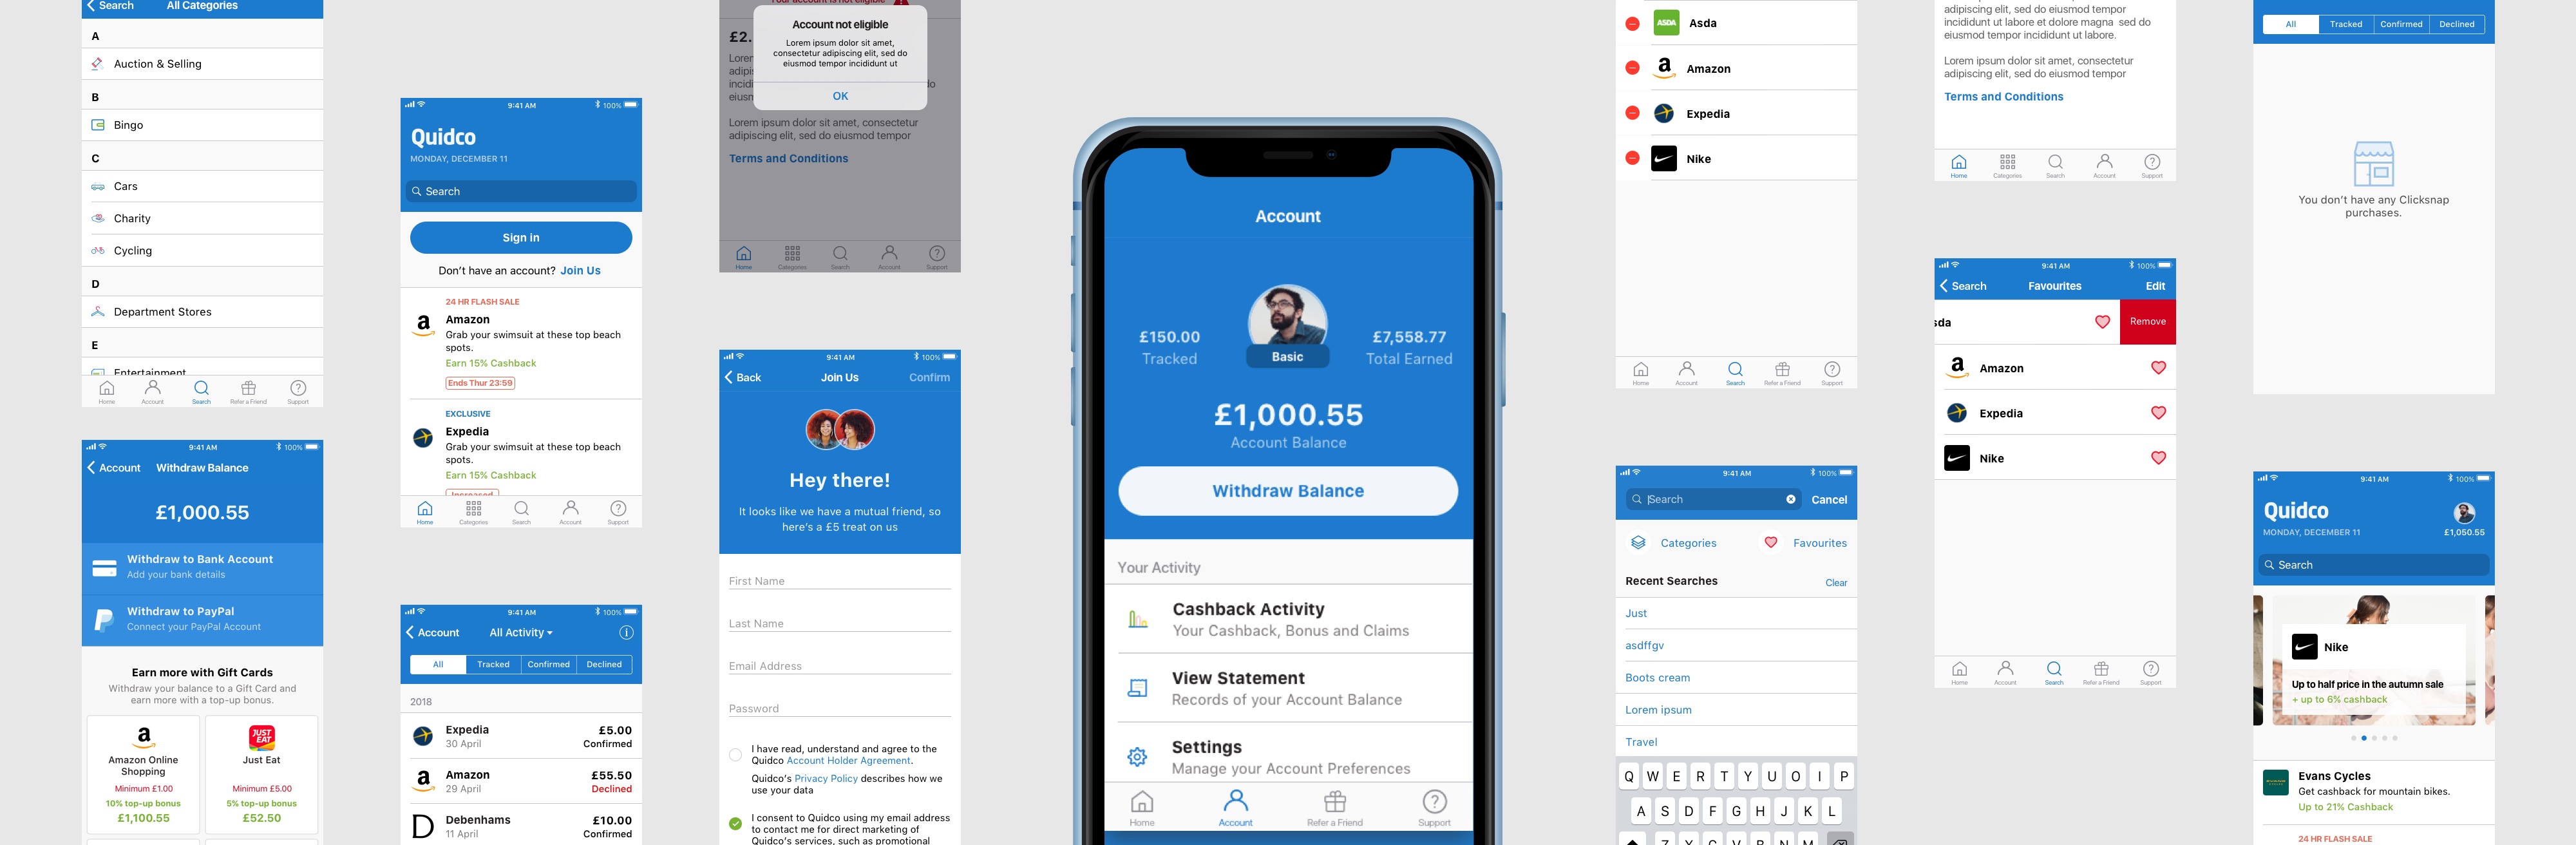 Search
All Categories
A
Auction & Selling
B
Bingo
C
Cars
Charity
Cycling
D
Department Stores
E
Entertainment
Home
Account
Search
Refer a Friend
Support
9:41 AM
100%
Account
Withdraw Balance
£1,000.55
Withdraw to Bank Account
Add your bank details
Withdraw to PayPal
Connect your PayPal Account
Earn more with Gift Cards
Withdraw your balance to a Gift Card and
earn more with a top-up bonus.
a
Amazon Online
Shopping
Minimum £1.00
10% top-up bonus
£1,100.55
JUST
EAT
Just Eat
Minimum £5.00
5% top-up bonus
£52.50
9:41 AM
100%
Quidco
MONDAY, DECEMBER 11
Search
Sign in
Don't have an account? Join Us
24 HR FLASH SALE
a
Amazon
Grab your swimsuit at these top beach
spots.
Earn 15% Cashback
Ends Thur 23:59
EXCLUSIVE
Expedia
Grab your swimsuit at these top beach
spots.
Earn 15% Cashback
Increased
Home
Categories
Search
Account
Support
9:41 AM
100%
Account
All Activity
All
Tracked
Confirmed
Declined
2018
Expedia
£5.00
30 April
Confirmed
a
Amazon
£55.50
29 April
Declined
D
Debenhams
£10.00
11 April
Confirmed
Your account is not eligible
Account not eligible
Lorem ipsum dolor sit amet,
consectetur adipiscing elit, sed do
eiusmod tempor incididunt ut
OK
£2.
Lorem
adipis
incidi
do
eiusm
Lorem ipsum dolor sit amet, consectetur
adipiscing elit, sed do eiusmod tempor
Terms and Conditions
Home
Categories
Search
Account
Support
9:41 AM
100%
Back
Join Us
Confirm
Hey there!
It looks like we have a mutual friend, so
here's a £5 treat on us
First Name
Last Name
Email Address
Password
I have read, understand and agree to the
Quidco Account Holder Agreement.
Quidco's Privacy Policy describes how we
use your data
I consent to Quidco using my email address
to contact me for direct marketing of
Quidco's services, such as promotional
Account
£150.00
Tracked
Basic
£7,558.77
Total Earned
£1,000.55
Account Balance
Withdraw Balance
Your Activity
Cashback Activity
Your Cashback, Bonus and Claims
View Statement
Records of your Account Balance
Settings
Manage your Account Preferences
Home
Account
Refer a Friend
Support
ASDA
Asda
a
Amazon
Expedia
Nike
Home
Account
Search
Refer a Friend
Support
9:41 AM
100%
Search
Cancel
Categories
Favourites
Recent Searches
Clear
Just
asdffgv
Boots cream
Lorem ipsum
Travel
Q W E R T Y U O I P
A S D F G H J K L
Z X C V B N M
adipiscing elit, sed do eiusmod tempor
incididunt ut labore et dolore magna sed do
eiusmod tempor incididunt ut labore.
Lorem ipsum dolor sit amet, consectetur
adipiscing elit, sed do eiusmod tempor
Terms and Conditions
Home
Categories
Search
Account
Support
9:41 AM
100%
Search
Favourites
Edit
sda
Remove
a
Amazon
Expedia
Nike
Home
Account
Search
Refer a Friend
Support
All
Tracked
Confirmed
Declined
You don't have any Clicksnap
purchases.
9:41 AM
100%
Quidco
MONDAY, DECEMBER 11
£1,050.55
Search
Nike
Up to half price in the autumn sale
+ up to 6% cashback
Evans Cycles
Get cashback for mountain bikes.
Up to 21% Cashback
24 HR FLASH SALE